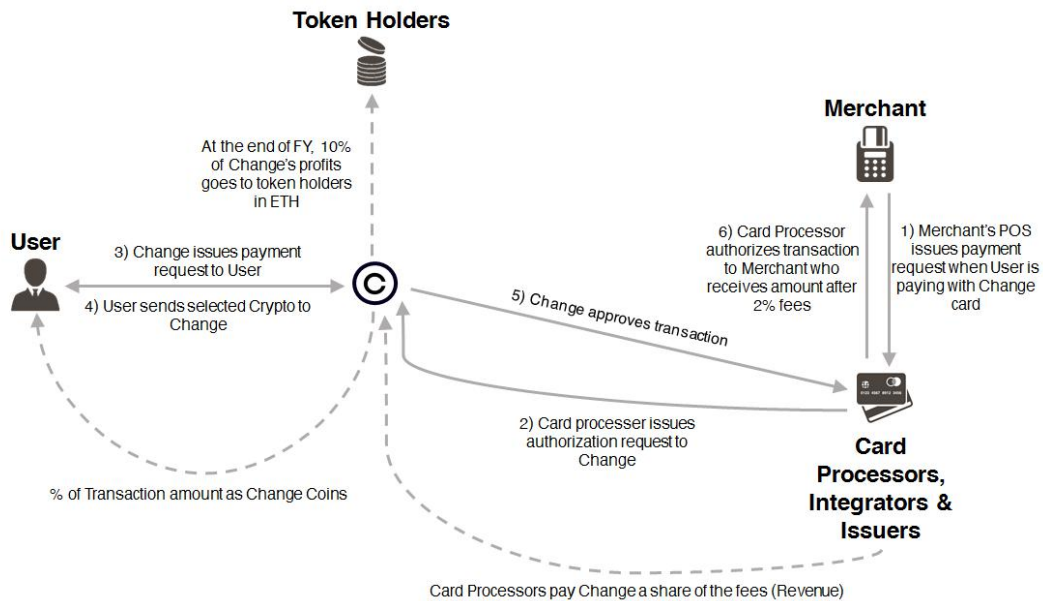 Token Holders
At the end of FY, 10%
of Change's profits
goes to token holders
in ETH
Merchant
6) Card Processor
authorizes transaction
to Merchant who
receives amount after
2% fees
1) Merchant's POS
issues payment
request when User is
paying with Change
card
User
3) Change issues payment
request to User
4) User sends selected Crypto to
Change
C
5) Change approves transaction
2) Card processer issues
authorization request to
Change
Card
Processors,
Integrators &
Issuers
% of Transaction amount as Change Coins
Card Processors pay Change a share of the fees (Revenue)